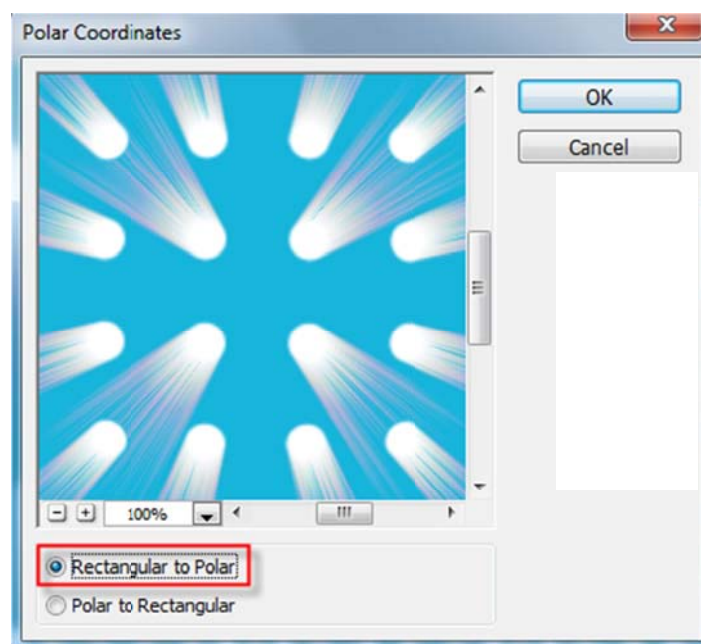 Polar Coordinates
OK
Cancel
100%
Rectangular to Polar
Polar to Rectangular